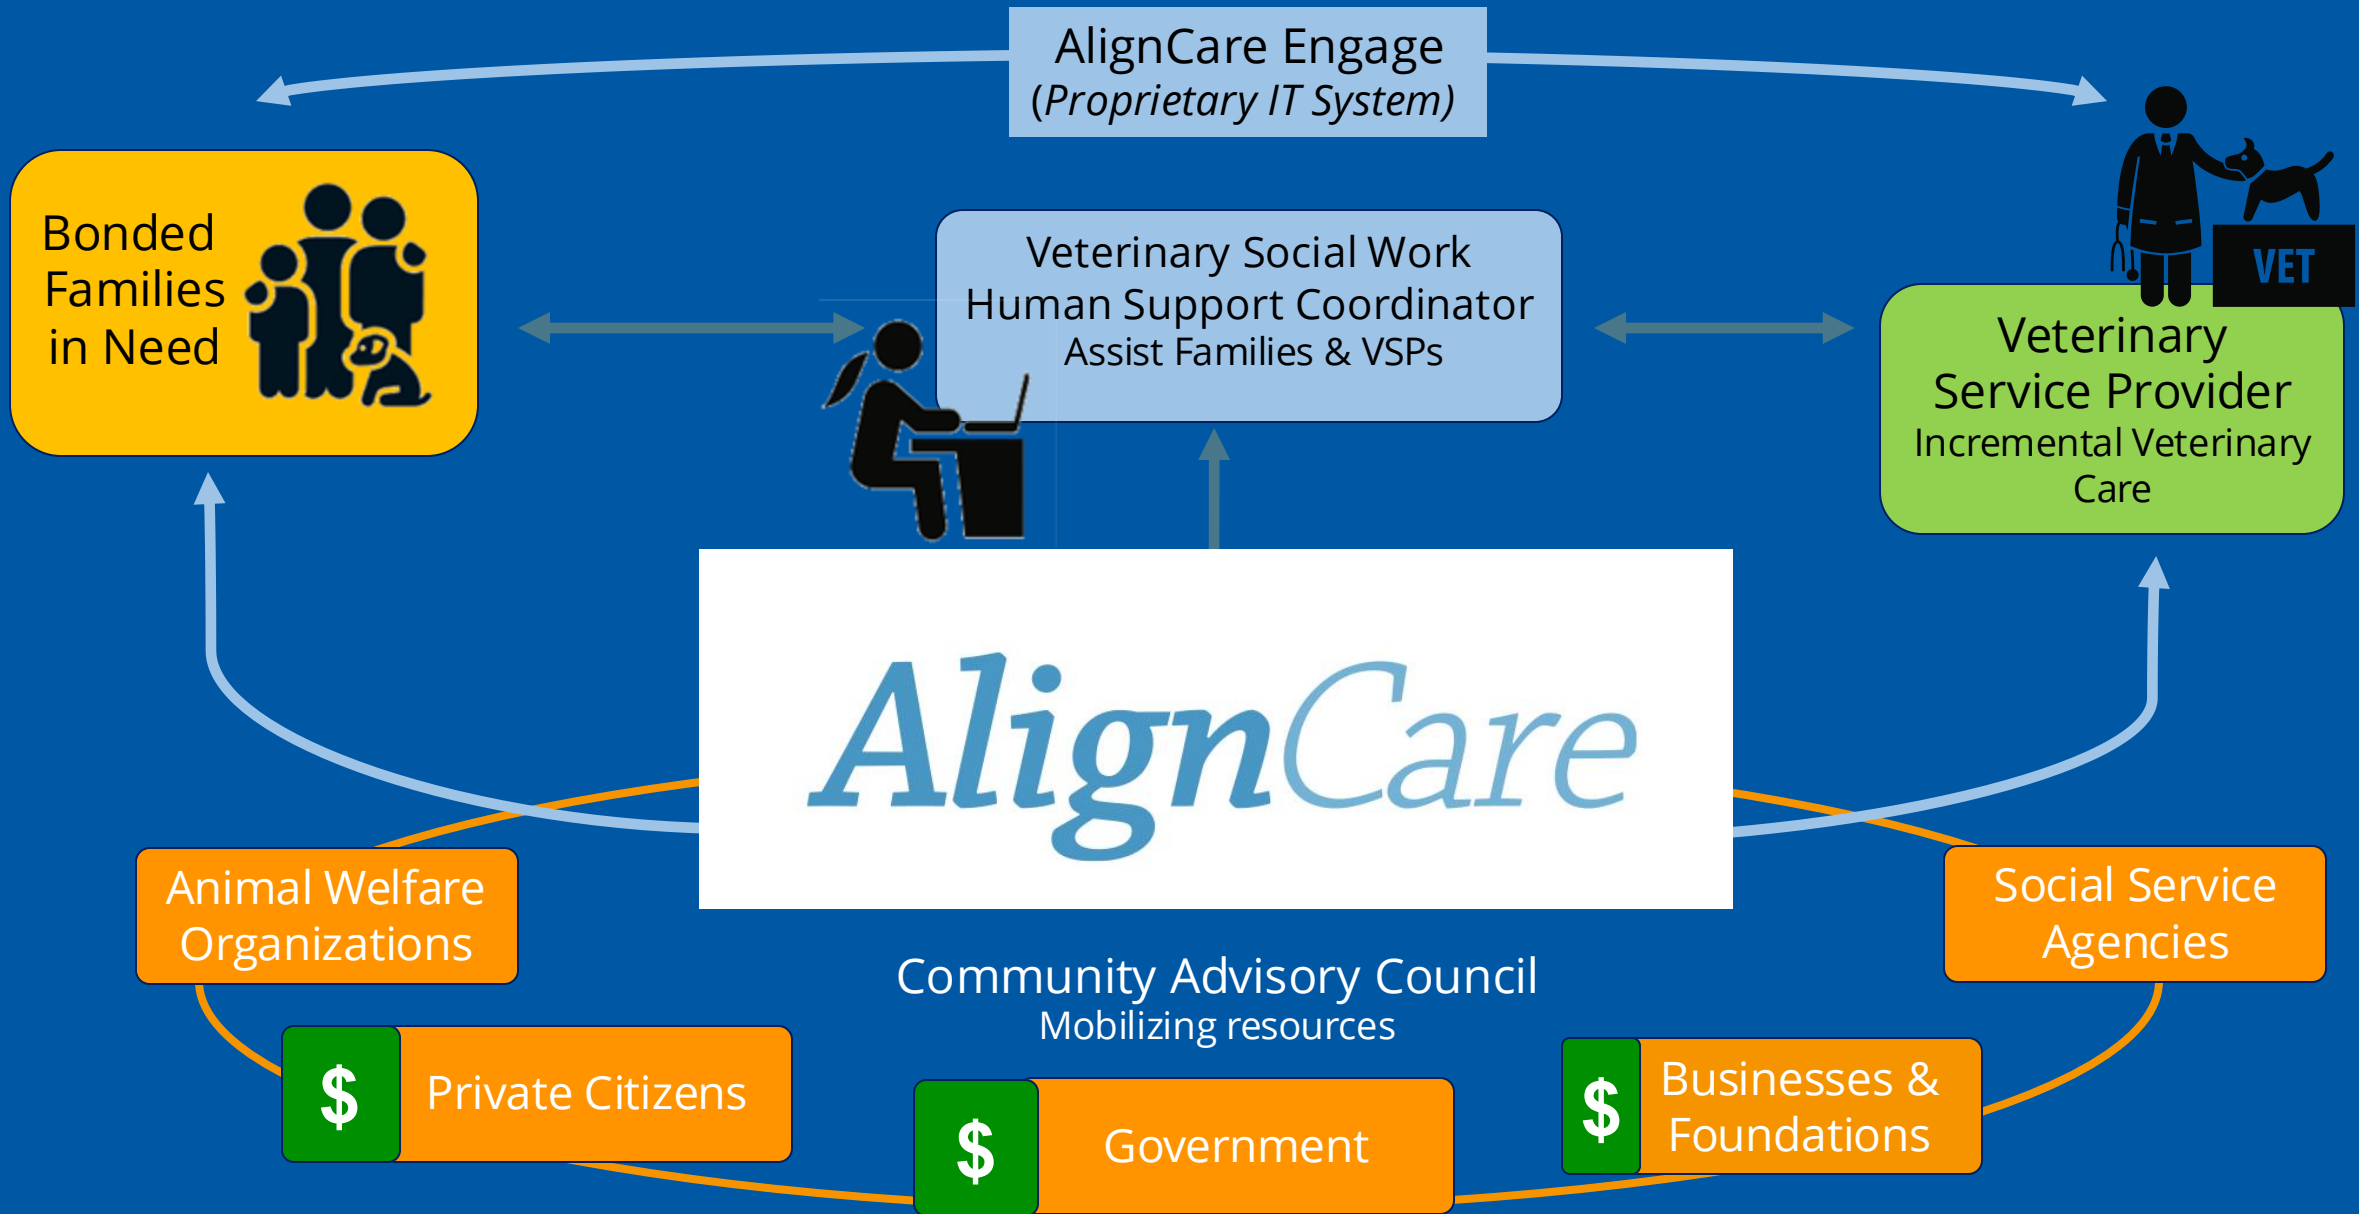 AlignCare Engage
(Proprietary IT System)
Bonded
Families
in Need
Veterinary Social Work
Human Support Coordinator
Assist Families & VSPs
VET
Veterinary
Service Provider
Incremental Veterinary
Care
AlignCare
Animal Welfare
Organizations
Social Service
Agencies
Community Advisory Council
Mobilizing resources
$ Private Citizens
$ Government
$ Businesses &
Foundations